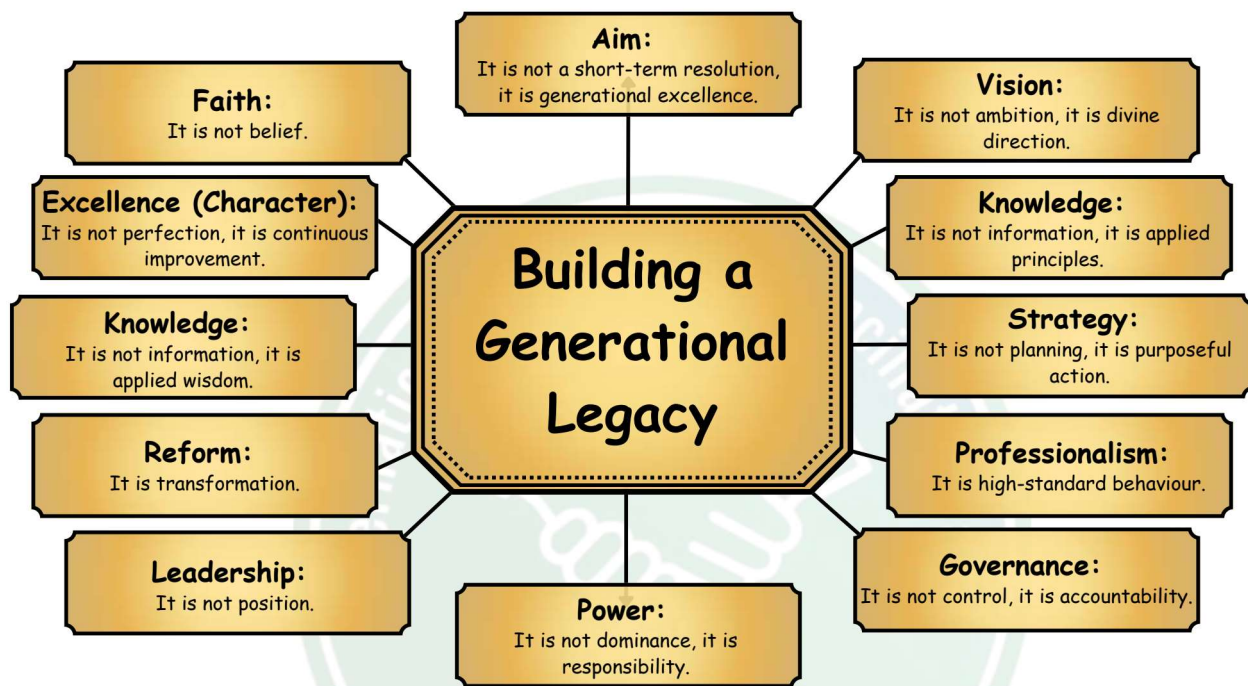 Aim:
It is not a short-term resolution,
it is generational excellence.
Faith:
It is not belief.
Vision:
It is not ambition, it is divine
direction.
Excellence (Character):
It is not perfection, it is continuous
improvement.
Knowledge:
It is not information, it is applied
principles.
Building a
Generational
Legacy
Knowledge:
It is not information, it is
applied wisdom.
Strategy:
It is not planning, it is purposeful
action.
Reform:
It is transformation.
Professionalism:
It is high-standard behaviour.
Leadership:
It is not position.
Governance:
It is not control, it is accountability.
Power:
It is not dominance, it is
responsibility.